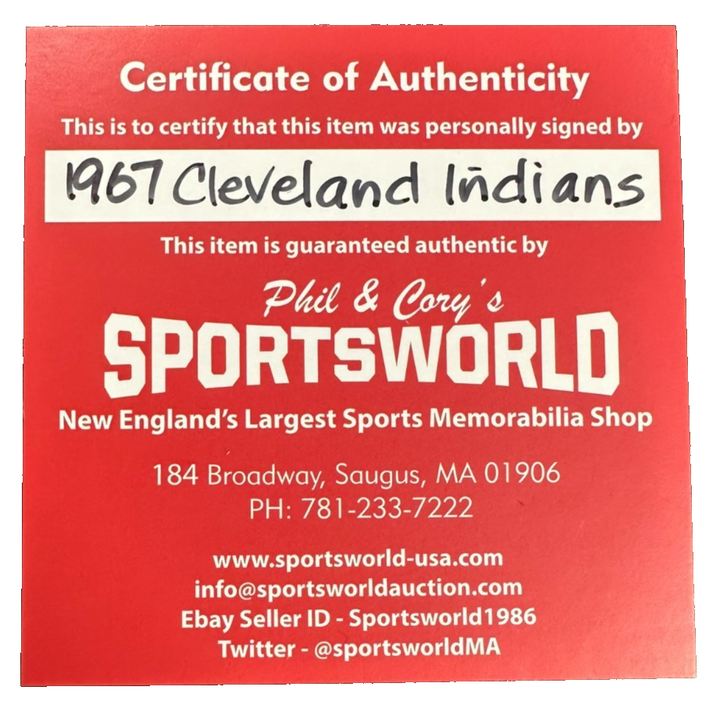 Certificate of Authenticity
This is to certify that this item was personally signed by
1967 Cleveland Indians
This item is guaranteed authentic by
Phil & Cory's
SPORTSWORLD
New England's Largest Sports Memorabilia Shop
184 Broadway, Saugus, MA 01906
PH: 781-233-7222
www.sportsworld-usa.com
info@sportsworldauction.com
Ebay Seller ID - Sportsworld1986
Twitter - @sportsworldMA